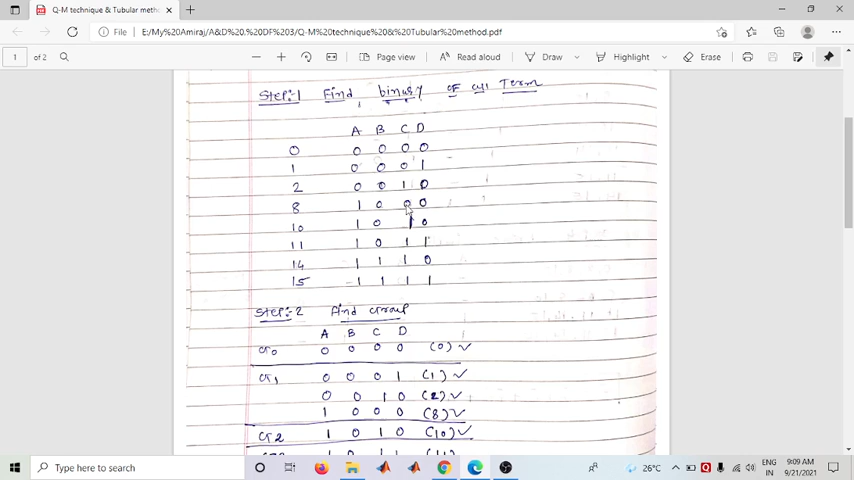 Q-M technique & Tubular metho
File E:/My%20Amiraj/A&D%20.%20DF%203/Q-M%20technique%20&%20Tubular%20method.pdf
1 of 2 Page view Read aloud Draw Highlight Erase
Step:-1 Find binary of all Term
A B C D
0 0 0 0 0
1 0 0 0 1
2 0 0 1 0
8 1 0 0 0
10 1 0 1 0
11 1 0 1 1
14 1 1 1 0
15 1 1 1 1
Step:-2 Find Group
A B C D
G0 0 0 0 0 (0) ✓
G1 0 0 0 1 (1) ✓
0 0 1 0 (2) ✓
1 0 0 0 (8) ✓
G2 1 0 1 0 (10) ✓
1 0 1 1
Type here to search 26°C ENG IN 9:09 AM 9/21/2021